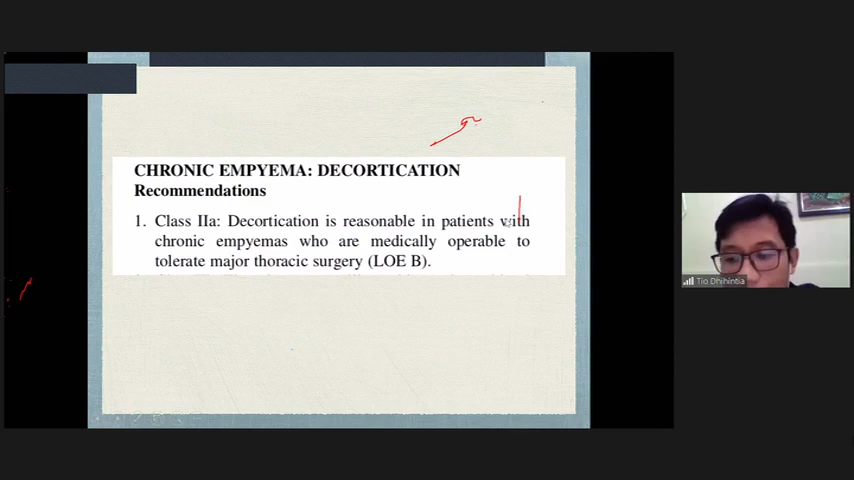 CHRONIC EMPYEMA: DECORTICATION
Recommendations
1. Class IIa: Decortication is reasonable in patients with
chronic empyemas who are medically operable to
tolerate major thoracic surgery (LOE B).
Tio Dhihintia